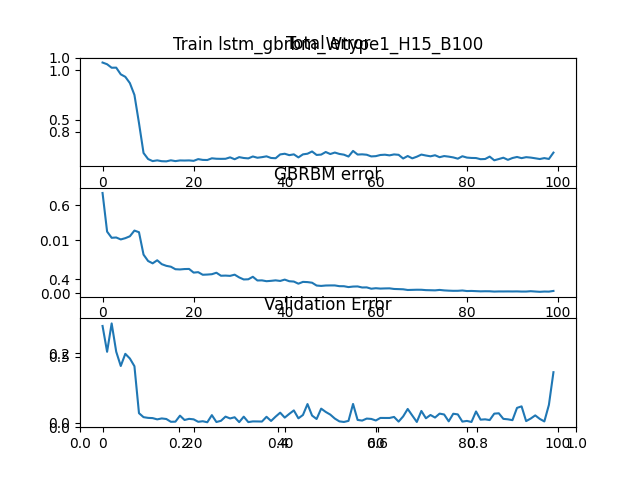 Total error
Train lstm_gbrbm_Wtype1_H15_B100
1.0
1.0
0.5
0.8
0 20 40 60 80 100
GBRBM error
0.6
0.01
0.4
0.00
0 20 40 60 80 100
Validation Error
0.2
0.5
0.0
0.0
0.0 0 0.2 20 0.4 40 0.6 60 80 0.8 100 1.0